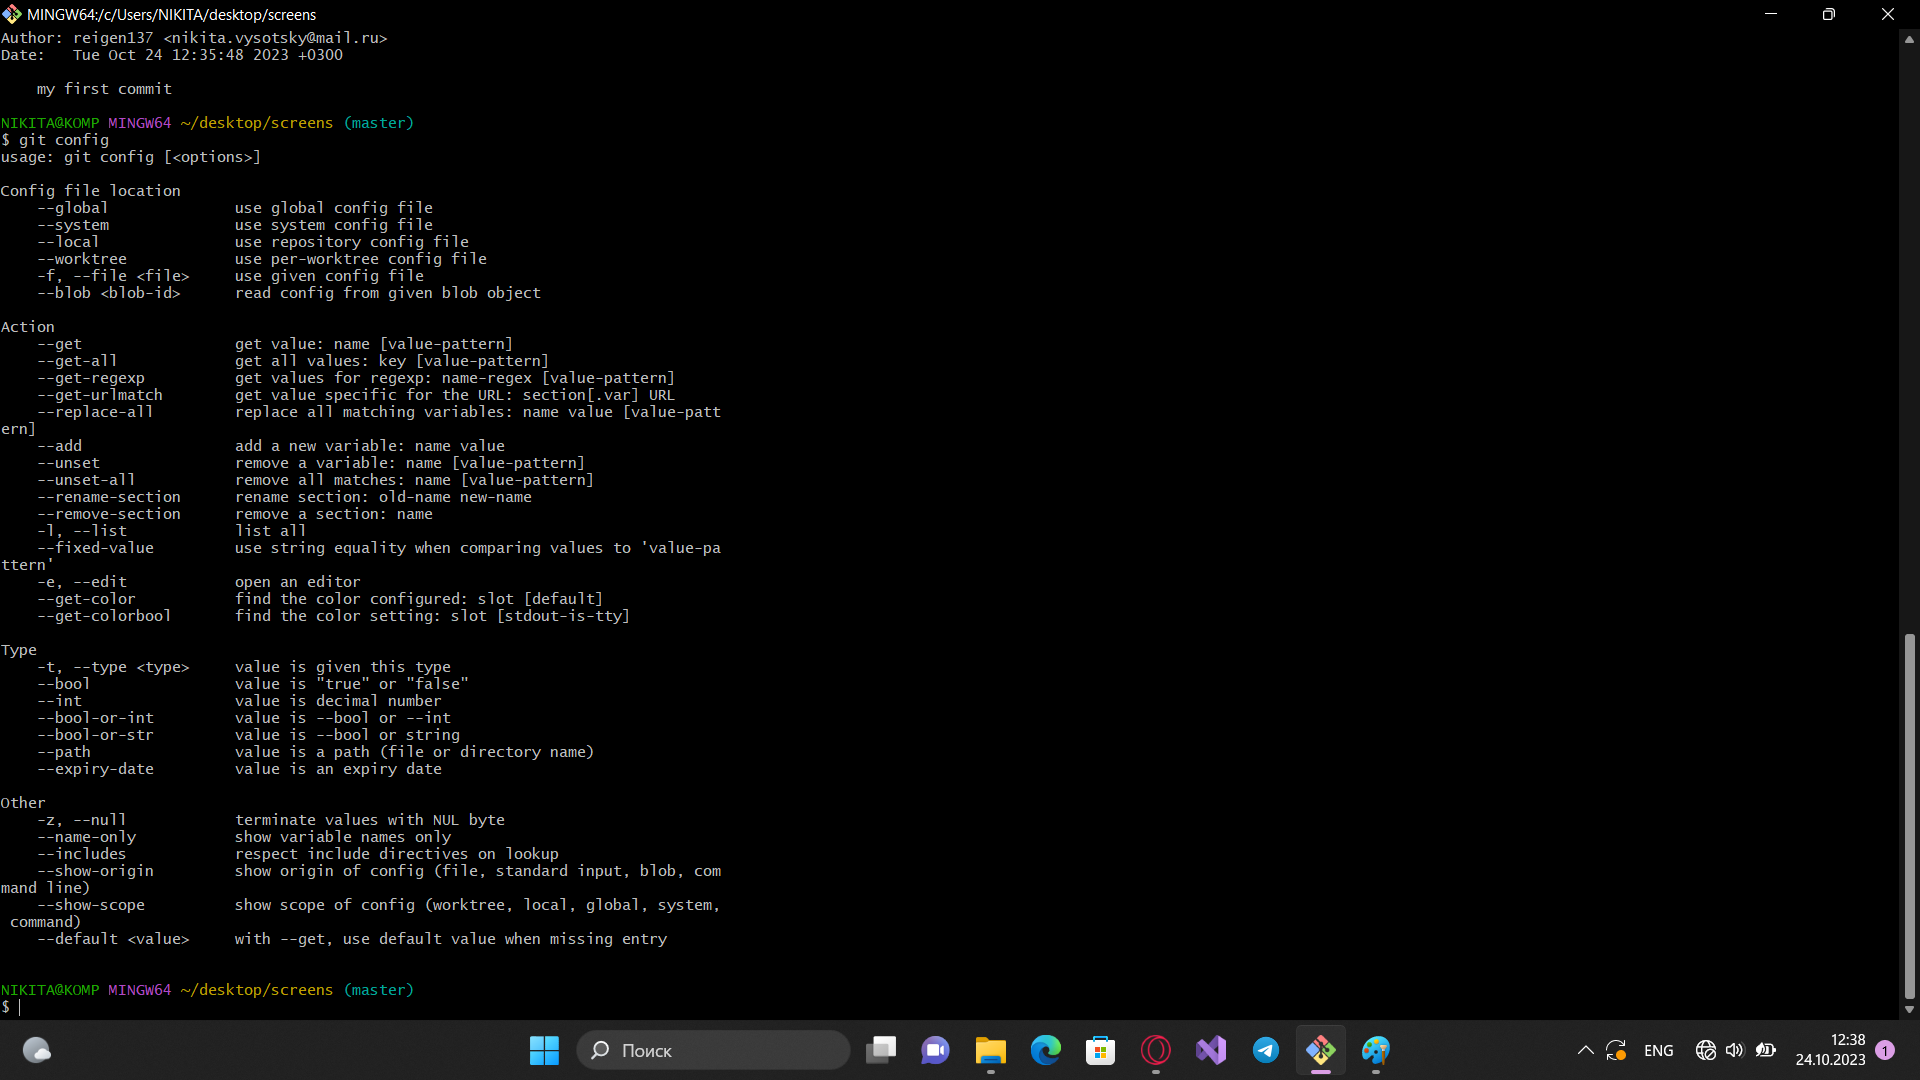 MINGW64:/c/Users/NIKITA/desktop/screens
Author: reigen137 <nikita.vysotsky@mail.ru>
Date:   Tue Oct 24 12:35:48 2023 +0300
    my first commit
NIKITA@KOMP MINGW64 ~/desktop/screens (master)
$ git config
usage: git config [<options>]
Config file location
    --global              use global config file
    --system              use system config file
    --local               use repository config file
    --worktree            use per-worktree config file
    -f, --file <file>     use given config file
    --blob <blob-id>      read config from given blob object
Action
    --get                 get value: name [value-pattern]
    --get-all             get all values: key [value-pattern]
    --get-regexp          get values for regexp: name-regex [value-pattern]
    --get-urlmatch        get value specific for the URL: section[.var] URL
    --replace-all         replace all matching variables: name value [value-patt
ern]
    --add                 add a new variable: name value
    --unset               remove a variable: name [value-pattern]
    --unset-all           remove all matches: name [value-pattern]
    --rename-section      rename section: old-name new-name
    --remove-section      remove a section: name
    -l, --list            list all
    --fixed-value         use string equality when comparing values to 'value-pa
ttern'
    -e, --edit            open an editor
    --get-color           find the color configured: slot [default]
    --get-colorbool       find the color setting: slot [stdout-is-tty]
Type
    -t, --type <type>     value is given this type
    --bool                value is "true" or "false"
    --int                 value is decimal number
    --bool-or-int         value is --bool or --int
    --bool-or-str         value is --bool or string
    --path                value is a path (file or directory name)
    --expiry-date         value is an expiry date
Other
    -z, --null            terminate values with NUL byte
    --name-only           show variable names only
    --includes            respect include directives on lookup
    --show-origin         show origin of config (file, standard input, blob, com
mand line)
    --show-scope          show scope of config (worktree, local, global, system,
 command)
    --default <value>     with --get, use default value when missing entry
NIKITA@KOMP MINGW64 ~/desktop/screens (master)
$
Поиск
ENG
12:38
24.10.2023
1